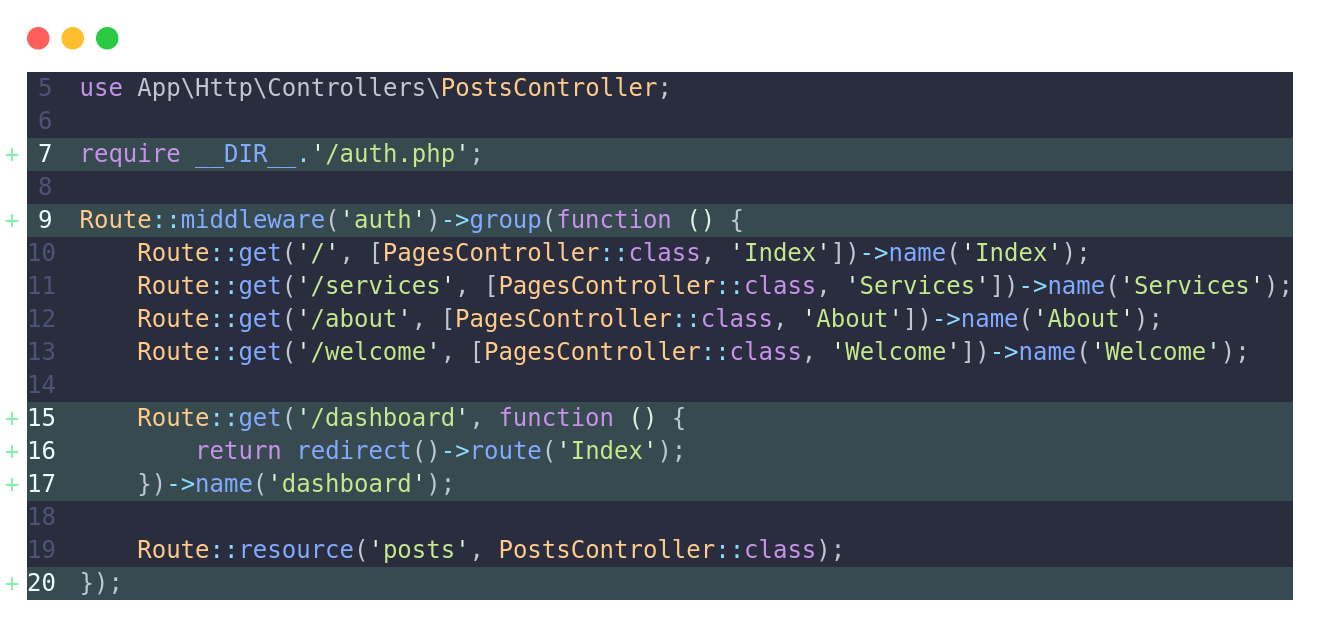 5 use App\Http\Controllers\PostsController;
6
+ 7 require __DIR__.'/auth.php';
8
+ 9 Route::middleware('auth')->group(function () {
10     Route::get('/', [PagesController::class, 'Index'])->name('Index');
11     Route::get('/services', [PagesController::class, 'Services'])->name('Services');
12     Route::get('/about', [PagesController::class, 'About'])->name('About');
13     Route::get('/welcome', [PagesController::class, 'Welcome'])->name('Welcome');
14
+ 15     Route::get('/dashboard', function () {
+ 16         return redirect()->route('Index');
+ 17     })->name('dashboard');
18
19     Route::resource('posts', PostsController::class);
+ 20 });